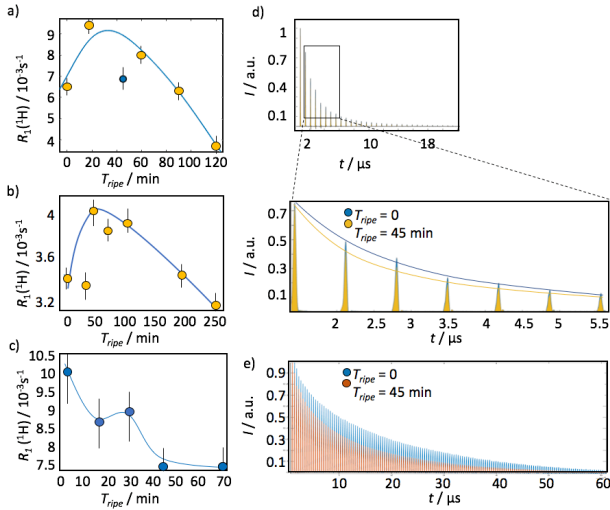 a)
R1(¹H) / 10⁻³s⁻¹
9
8
7
6
5
4
0 20 40 60 80 100 120
Tripe / min
b)
R1(¹H) / 10⁻³s⁻¹
4
3.6
3.2
0 50 100 150 200 250
Tripe / min
c)
R1 (¹H) / 10⁻³s⁻¹
10.5
10
9.5
9
8.5
8
7.5
0 10 20 30 40 50 60 70
Tripe / min
d)
I / a.u.
1
0.7
0.4
0.1
2 10 18
t / µs
I / a.u.
0.7
0.5
0.3
0.1
Tripe = 0
Tripe = 45 min
2 2.5 3 3.5 4 4.5 5 5.5
t / µs
e)
I / a.u.
0.9
0.7
0.5
0.3
0.1
Tripe = 0
Tripe = 45 min
10 20 30 40 50 60
t / µs